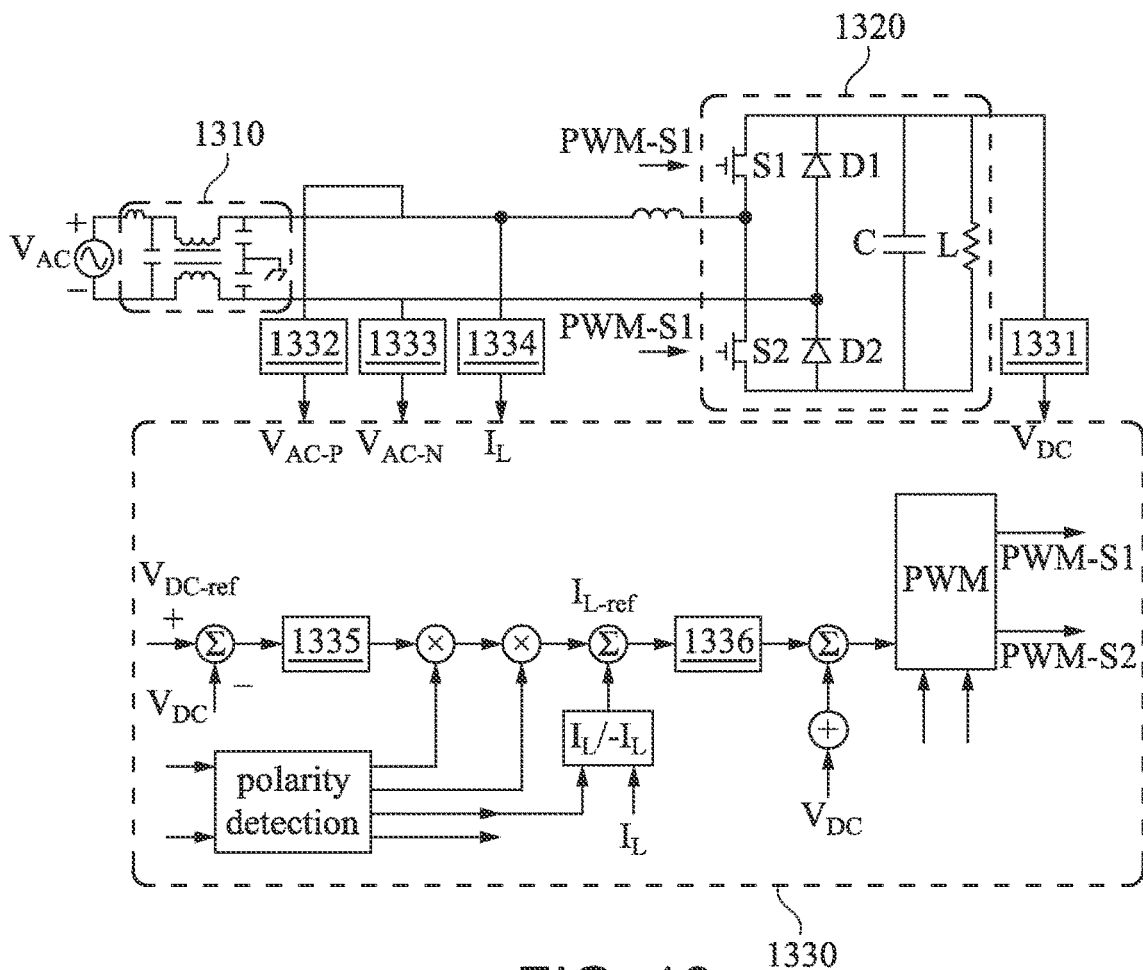 1320
1310
PWM-S1
S1 D1
+
V_AC
−
C L
1332 1333 1334
PWM-S1
S2 D2
1331
V_AC-P V_AC-N I_L
V_DC
V_DC-ref
+
I_L-ref
PWM
PWM-S1
Σ 1335 × × Σ 1336 Σ
PWM-S2
−
V_DC
I_L/-I_L
+
polarity
detection
V_DC
I_L
1330